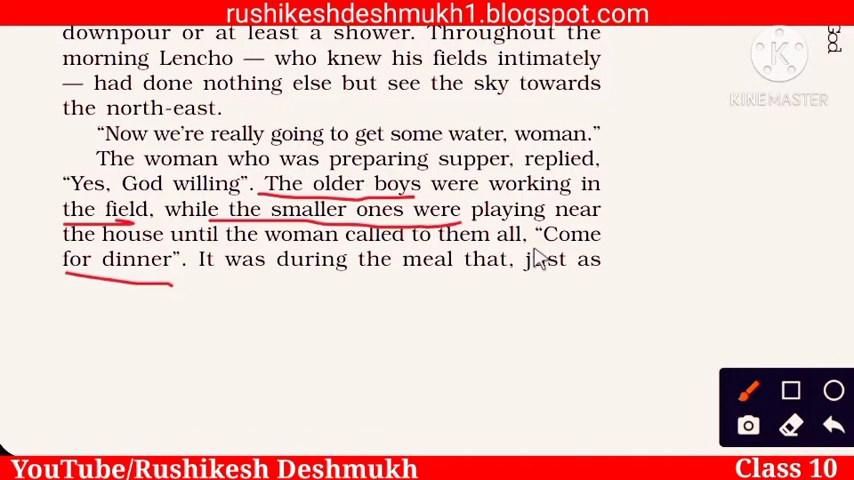 rushikeshdeshmukh1.blogspot.com
downpour or at least a shower. Throughout the
morning Lencho — who knew his fields intimately
— had done nothing else but see the sky towards
the north-east.
“Now we’re really going to get some water, woman.”
The woman who was preparing supper, replied,
“Yes, God willing”. The older boys were working in
the field, while the smaller ones were playing near
the house until the woman called to them all, “Come
for dinner”. It was during the meal that, just as
God
KINEMASTER
YouTube/Rushikesh Deshmukh
Class 10